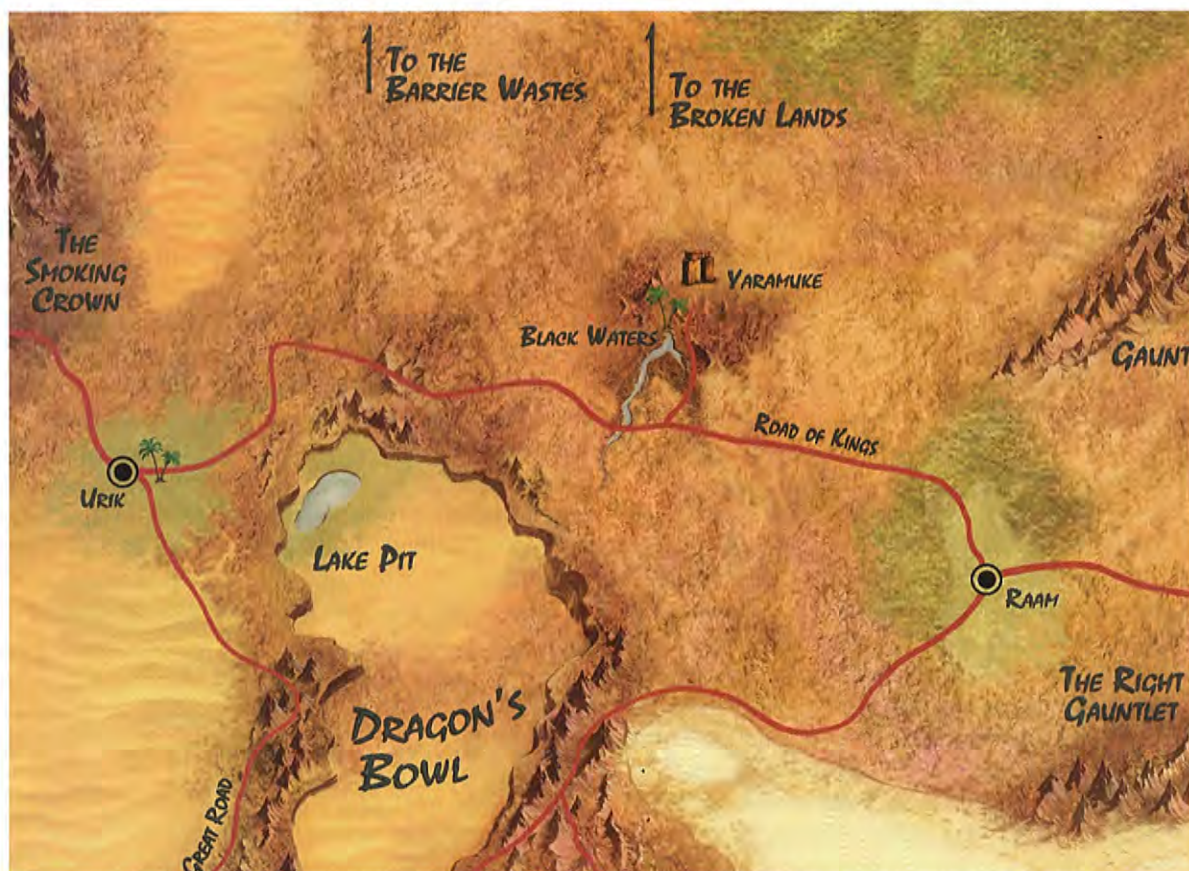 To the
Barrier Wastes
To the
Broken Lands
The
Smoking
Crown
Yaramuke
Black Waters
Gaunt
Road of Kings
Urik
Lake Pit
Raam
The Right
Gauntlet
Dragon's
Bowl
Great Road